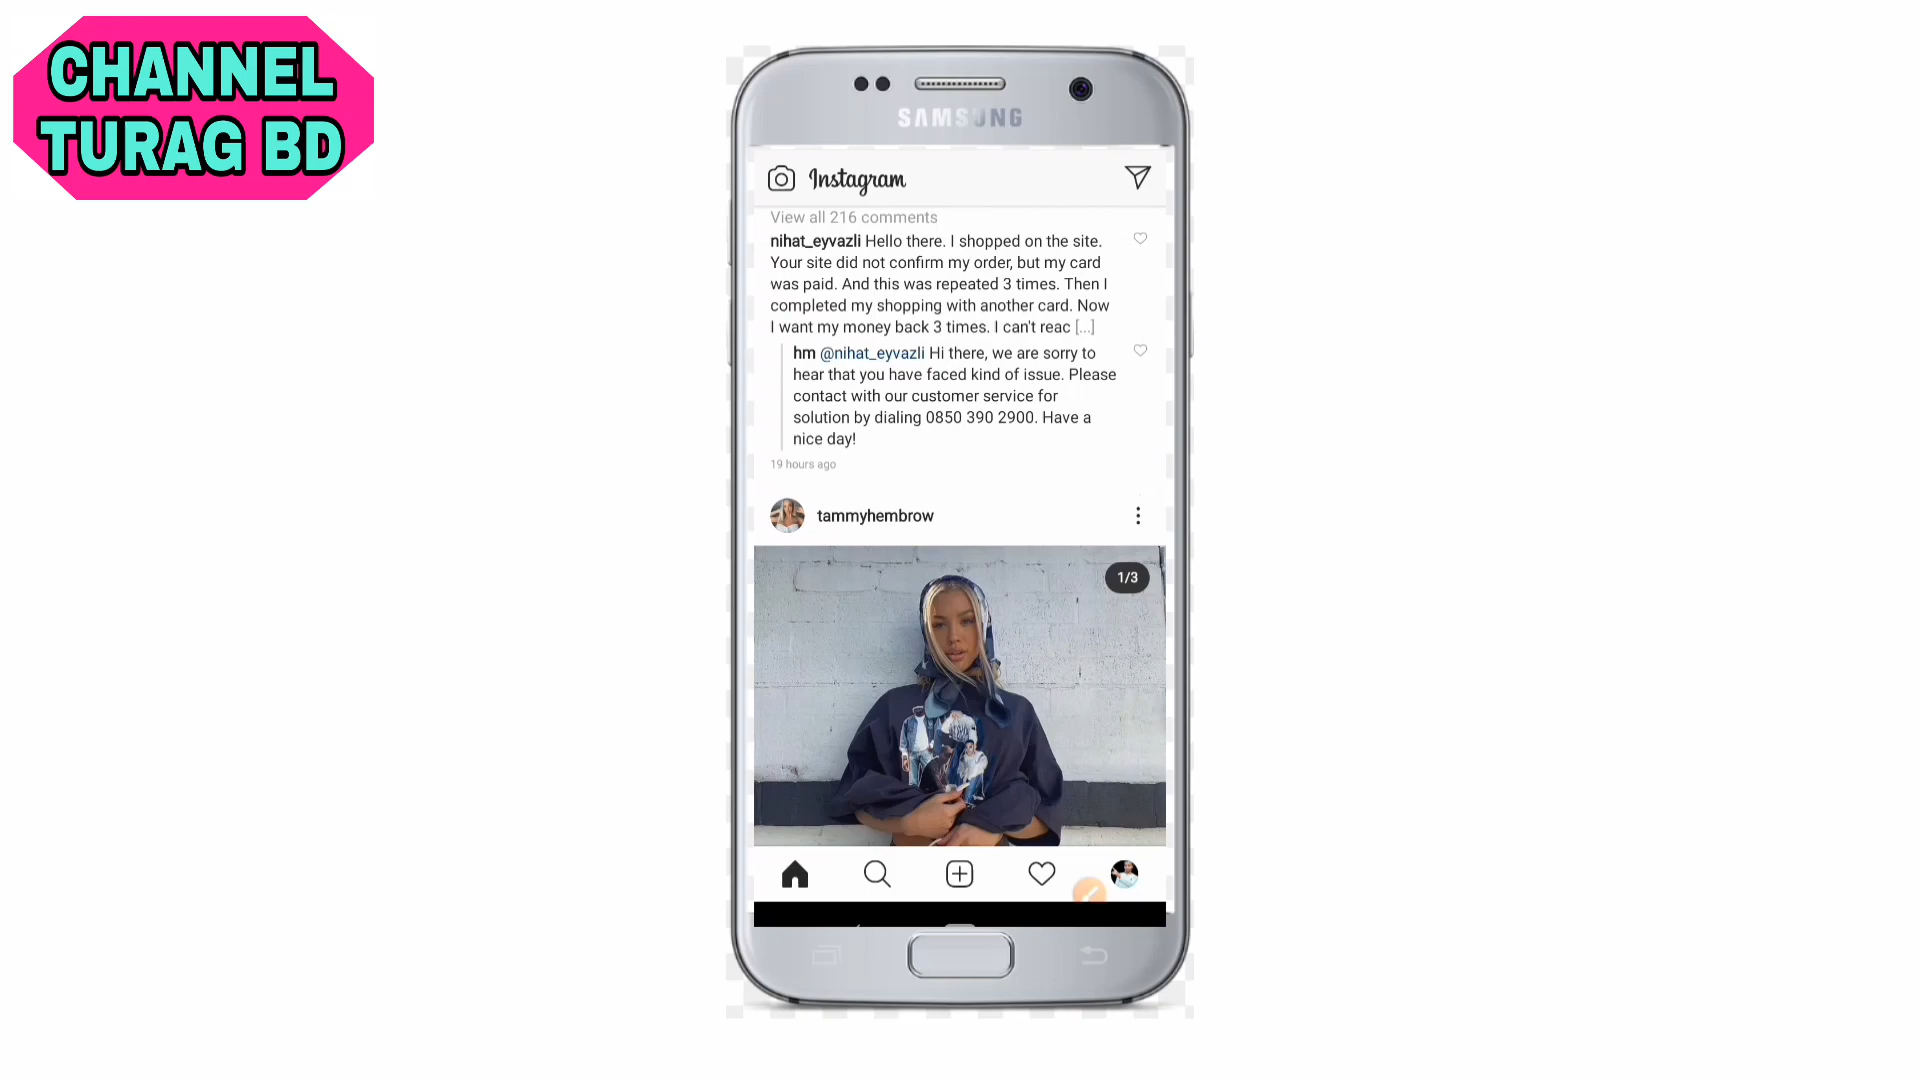 CHANNEL
TURAG BD
SAMSUNG
Instagram
View all 216 comments
nihat_eyvazli Hello there. I shopped on the site.
Your site did not confirm my order, but my card
was paid. And this was repeated 3 times. Then I
completed my shopping with another card. Now
I want my money back 3 times. I can't reac [...]
hm @nihat_eyvazli Hi there, we are sorry to
hear that you have faced kind of issue. Please
contact with our customer service for
solution by dialing 0850 390 2900. Have a
nice day!
19 hours ago
tammyhembrow
1/3